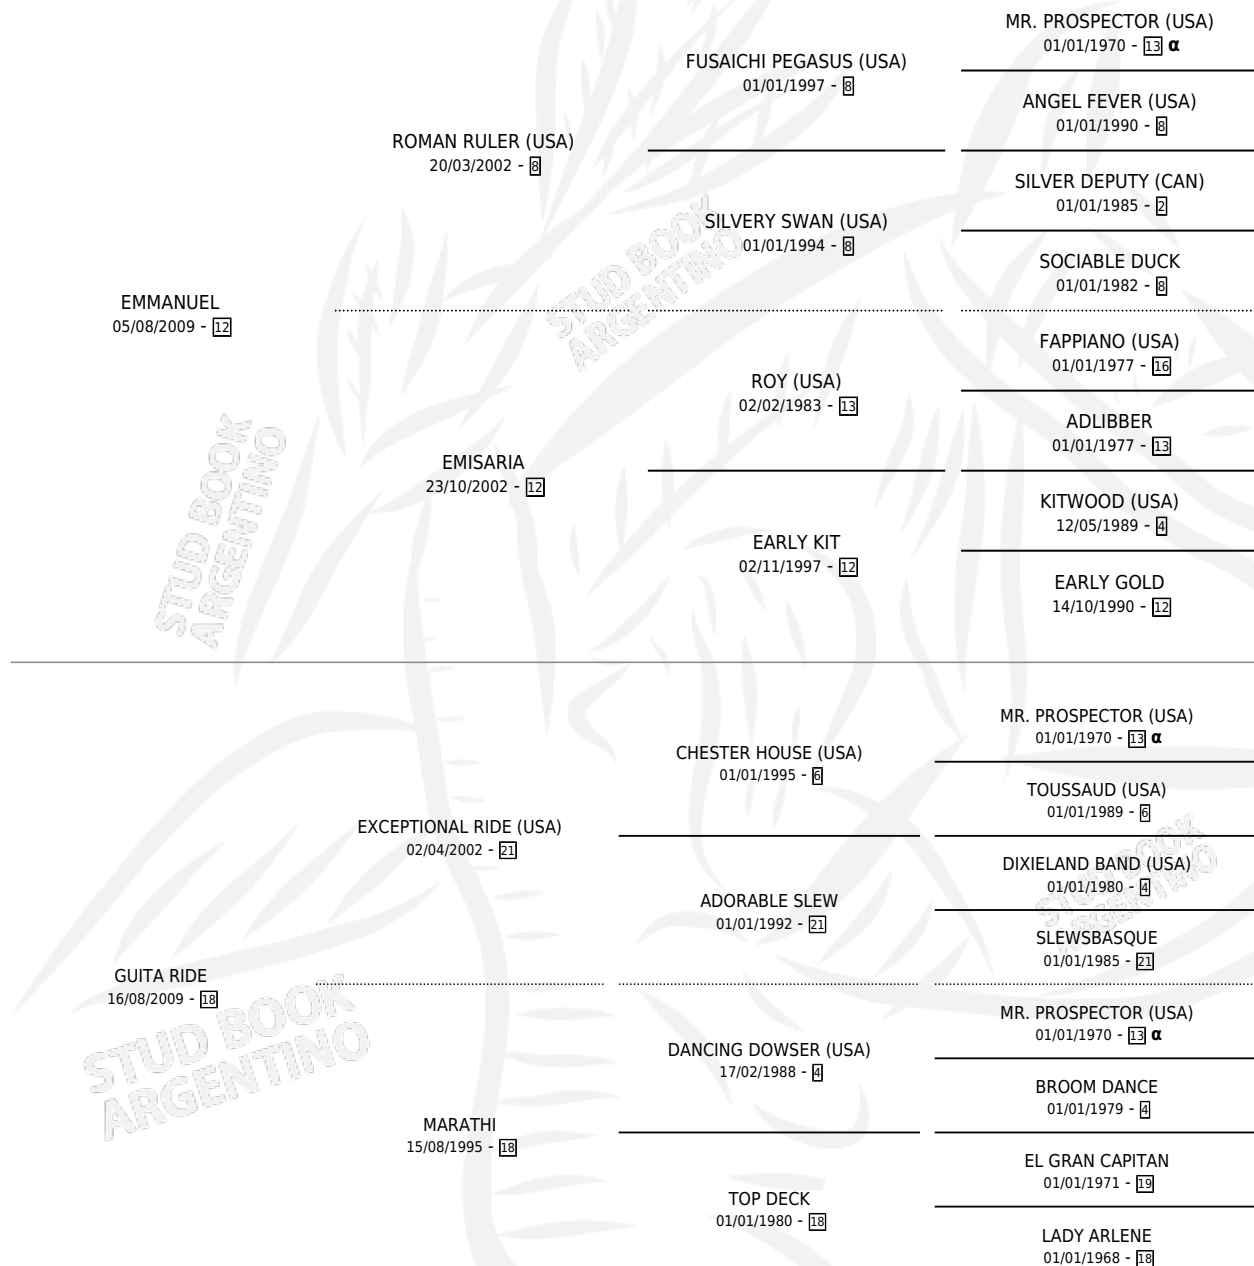 MR. PROSPECTOR (USA)
01/01/1970 - 13 α
FUSAICHI PEGASUS (USA)
01/01/1997 - 8
ANGEL FEVER (USA)
01/01/1990 - 8
ROMAN RULER (USA)
20/03/2002 - 8
SILVER DEPUTY (CAN)
01/01/1985 - 2
SILVERY SWAN (USA)
01/01/1994 - 8
SOCIABLE DUCK
01/01/1982 - 8
EMMANUEL
05/08/2009 - 12
FAPPIANO (USA)
01/01/1977 - 16
ROY (USA)
02/02/1983 - 13
ADLIBBER
01/01/1977 - 13
EMISARIA
23/10/2002 - 12
KITWOOD (USA)
12/05/1989 - 4
EARLY KIT
02/11/1997 - 12
EARLY GOLD
14/10/1990 - 12
STUD BOOK
ARGENTINO
STUD BOOK
ARGENTINO
MR. PROSPECTOR (USA)
01/01/1970 - 13 α
CHESTER HOUSE (USA)
01/01/1995 - 6
TOUSSAUD (USA)
01/01/1989 - 6
EXCEPTIONAL RIDE (USA)
02/04/2002 - 21
DIXIELAND BAND (USA)
01/01/1980 - 4
ADORABLE SLEW
01/01/1992 - 21
SLEWSBASQUE
01/01/1985 - 21
GUITA RIDE
16/08/2009 - 18
MR. PROSPECTOR (USA)
01/01/1970 - 13 α
DANCING DOWSER (USA)
17/02/1988 - 4
BROOM DANCE
01/01/1979 - 4
MARATHI
15/08/1995 - 18
EL GRAN CAPITAN
01/01/1971 - 19
TOP DECK
01/01/1980 - 18
LADY ARLENE
01/01/1968 - 18
STUD BOOK
ARGENTINO
STUD BOOK
ARGENTINO